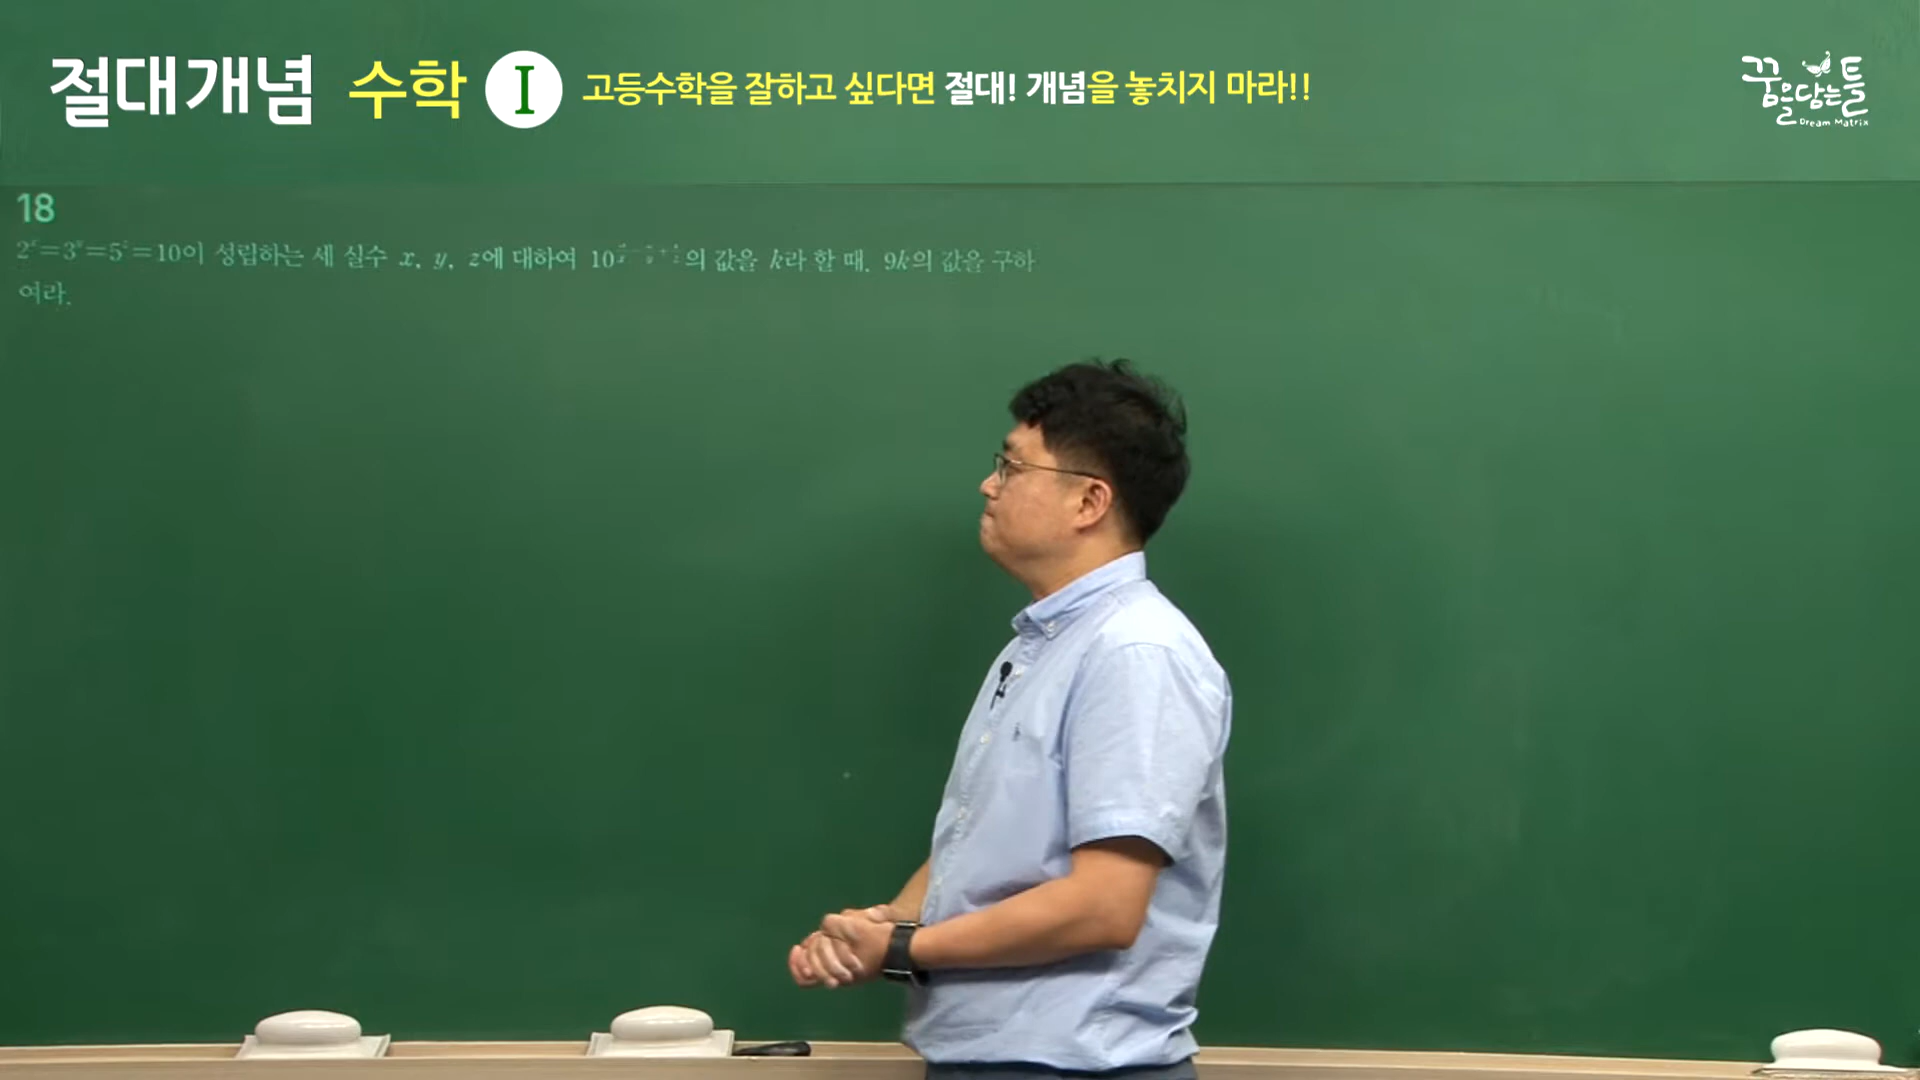 절대개념 수학 I 고등수학을 잘하고 싶다면 절대! 개념을 놓치지 마라!!
꿈을담는틀
Dream Matrix
18
2ˣ=3ʸ=5ᶻ=10이 성립하는 세 실수 x, y, z에 대하여 10의 값을 k라 할 때, 9k의 값을 구하
여라.